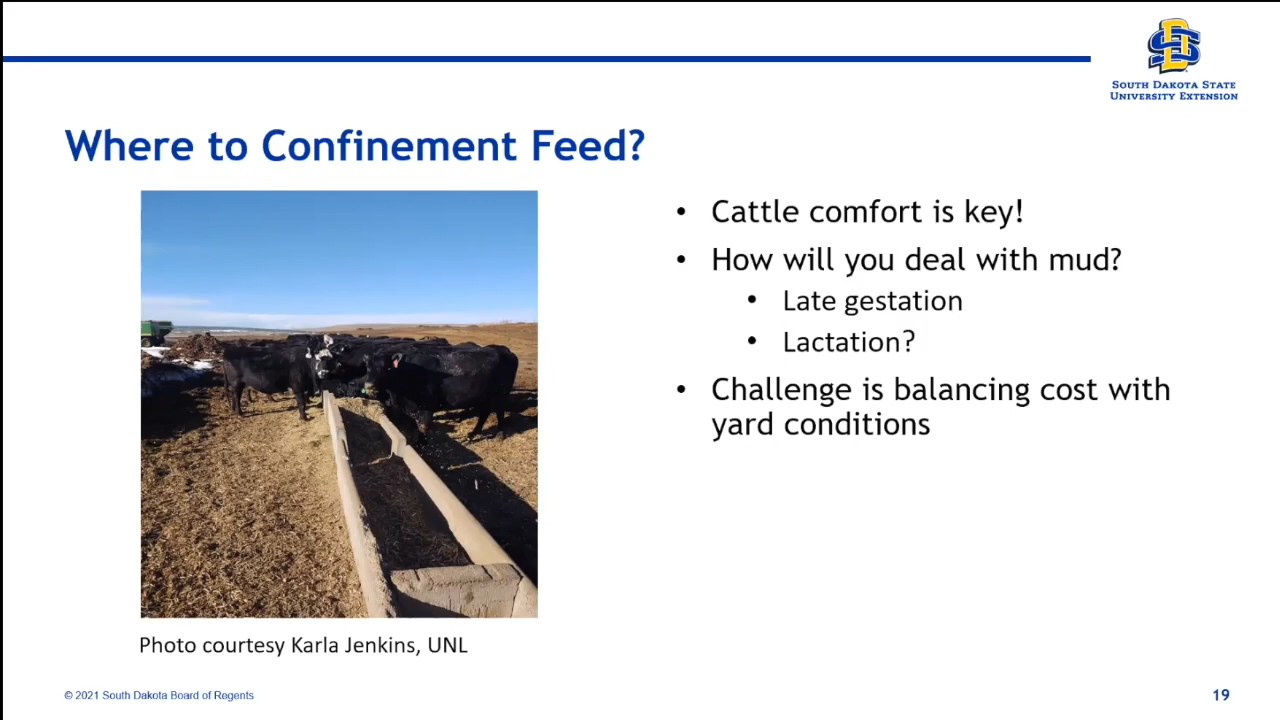 SOUTH DAKOTA STATE
UNIVERSITY EXTENSION
Where to Confinement Feed?
• Cattle comfort is key!
• How will you deal with mud?
• Late gestation
• Lactation?
• Challenge is balancing cost with
yard conditions
Photo courtesy Karla Jenkins, UNL
© 2021 South Dakota Board of Regents
19